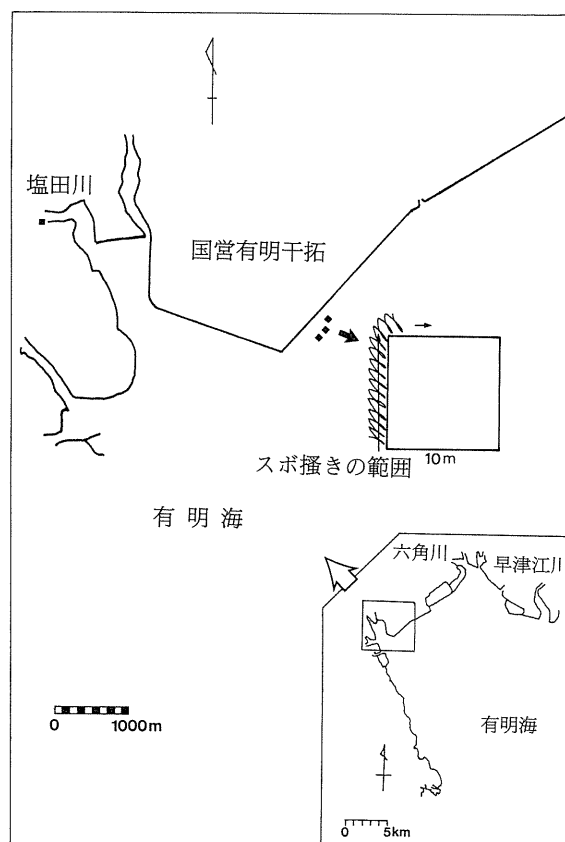 塩田川
国営有明干拓
スボ掻きの範囲
10m
有明海
0 1000m
六角川
早津江川
有明海
0 5km